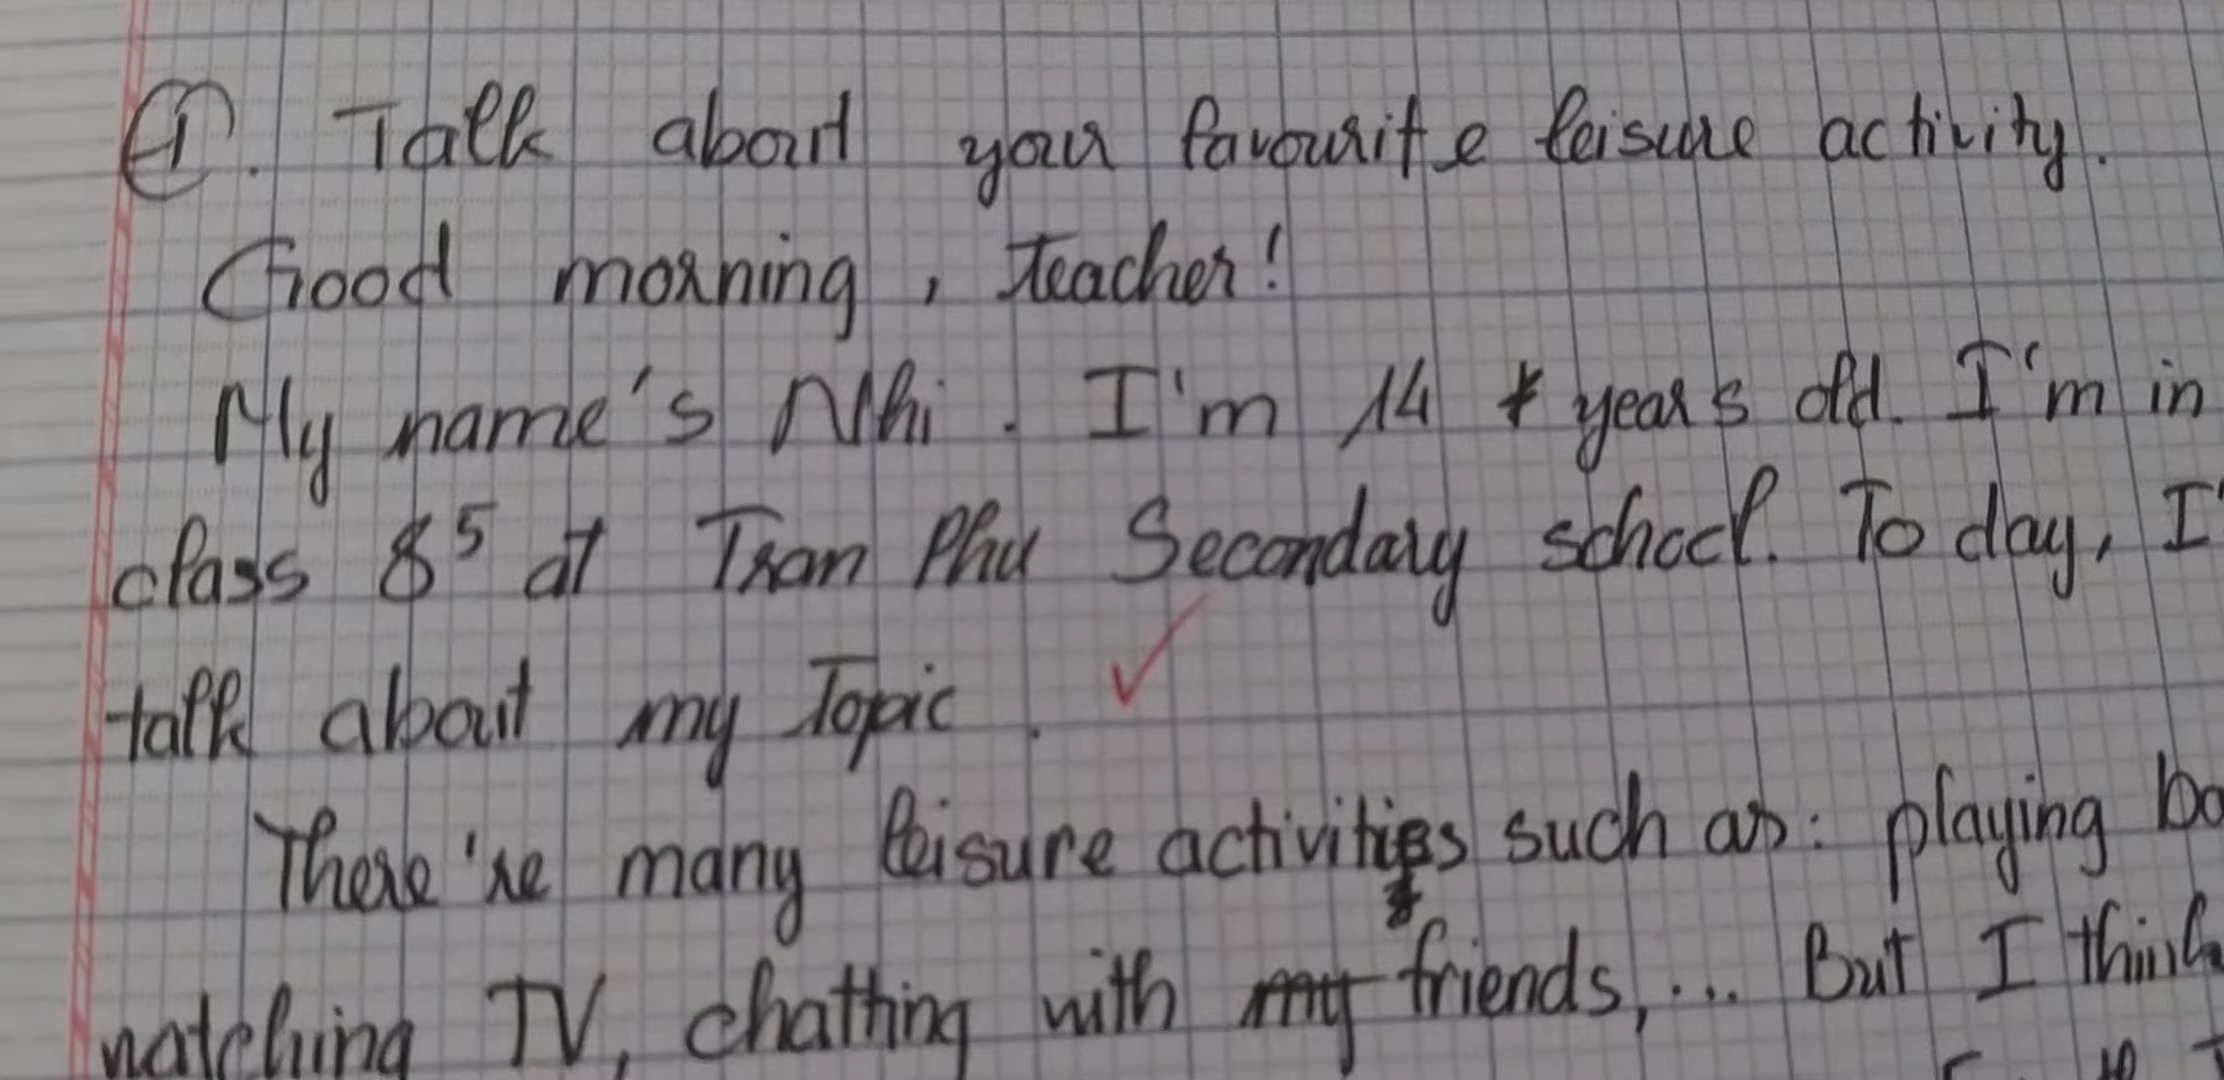 ①. Talk about your favourite leisure activity.
Good morning, teacher!
My name's Nhi. I'm 14 years old. I'm in
class 8⁵ at Tran Phu Secondary school. To day, I'
talk about my Topic.
There're many leisure activities such as: playing
watching TV, chatting with my friends,... But I think